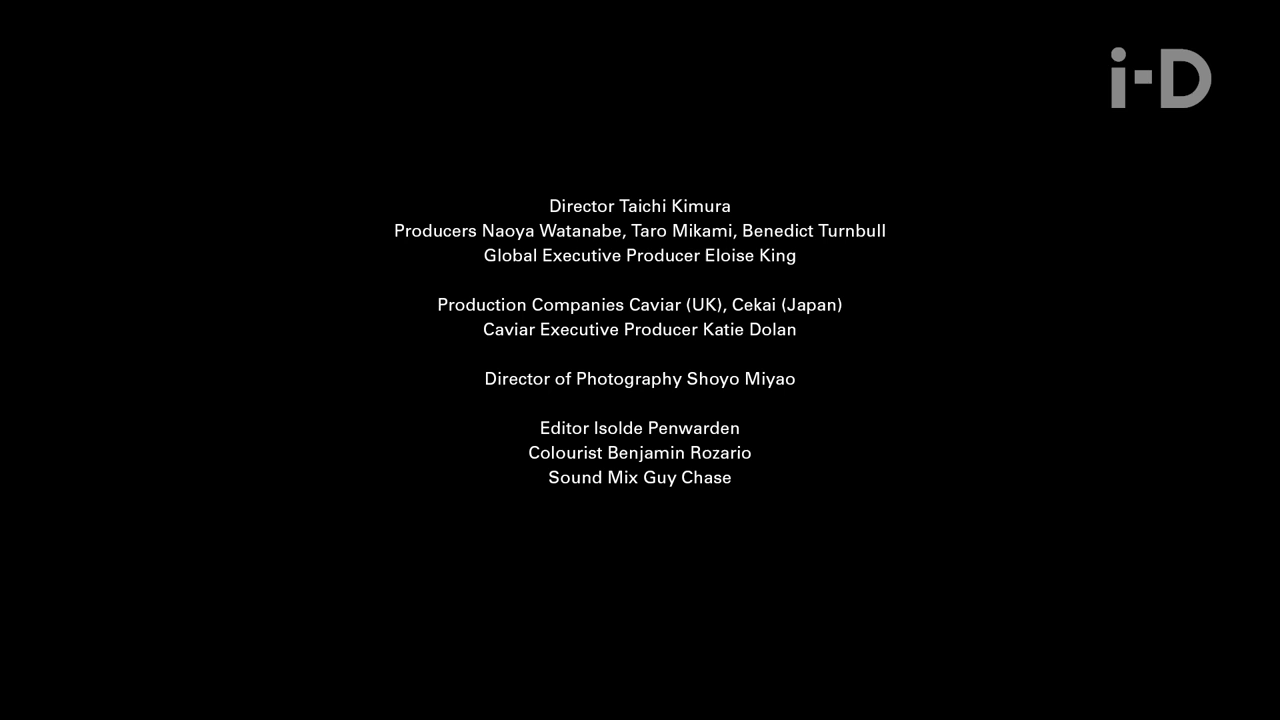 i-D
Director Taichi Kimura
Producers Naoya Watanabe, Taro Mikami, Benedict Turnbull
Global Executive Producer Eloise King
Production Companies Caviar (UK), Cekai (Japan)
Caviar Executive Producer Katie Dolan
Director of Photography Shoyo Miyao
Editor Isolde Penwarden
Colourist Benjamin Rozario
Sound Mix Guy Chase